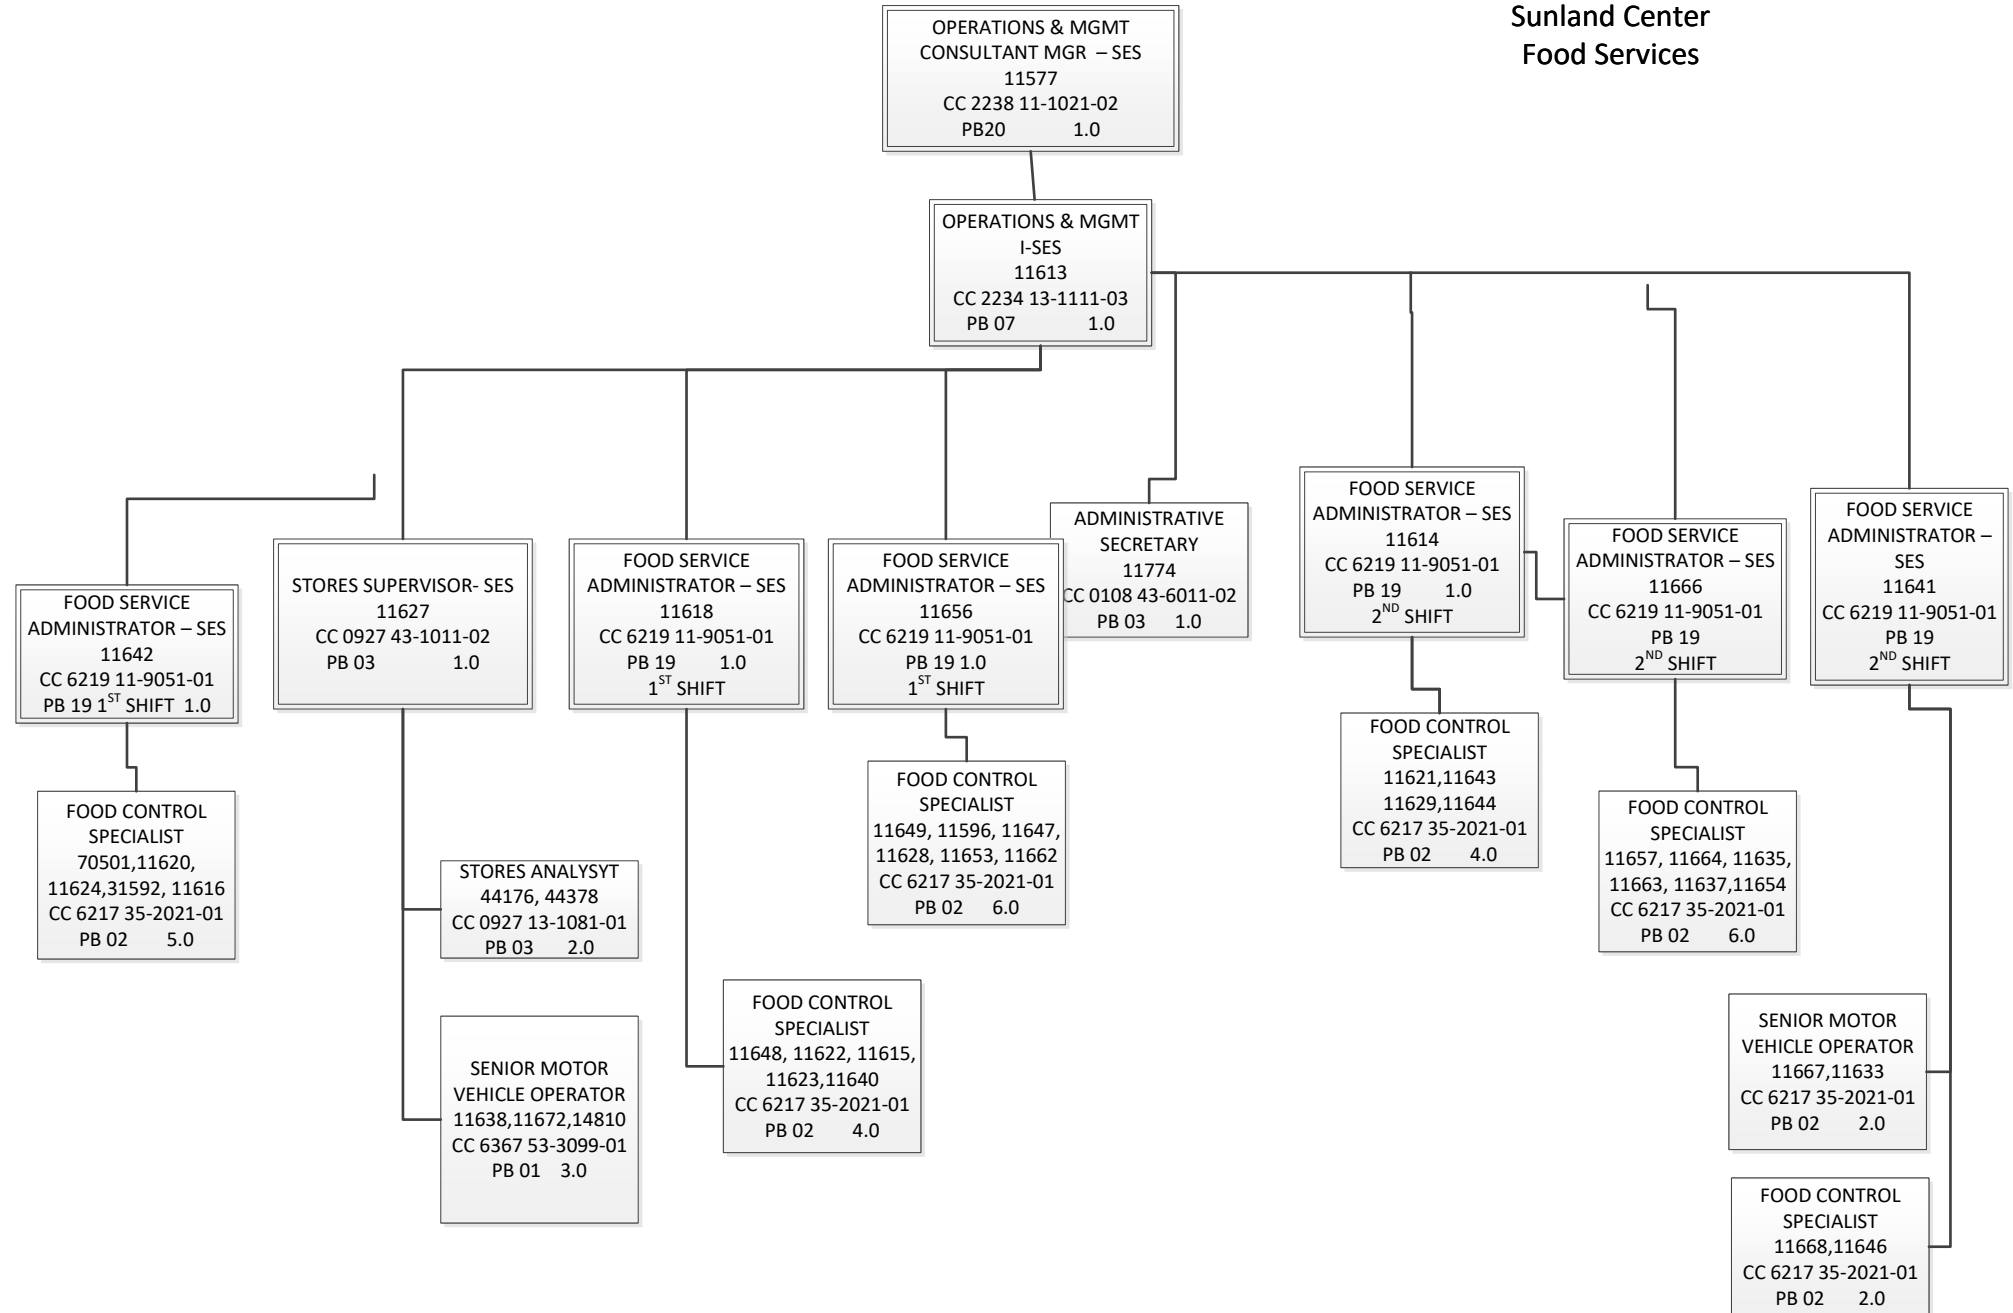 Sunland Center
Food Services
OPERATIONS & MGMT
CONSULTANT MGR – SES
11577
CC 2238 11-1021-02
PB20 1.0
OPERATIONS & MGMT
I-SES
11613
CC 2234 13-1111-03
PB 07 1.0
FOOD SERVICE
ADMINISTRATOR – SES
11642
CC 6219 11-9051-01
PB 19 1ST SHIFT 1.0
STORES SUPERVISOR- SES
11627
CC 0927 43-1011-02
PB 03 1.0
FOOD SERVICE
ADMINISTRATOR – SES
11618
CC 6219 11-9051-01
PB 19 1.0
1ST SHIFT
FOOD SERVICE
ADMINISTRATOR – SES
11656
CC 6219 11-9051-01
PB 19 1.0
1ST SHIFT
ADMINISTRATIVE
SECRETARY
11774
CC 0108 43-6011-02
PB 03 1.0
FOOD SERVICE
ADMINISTRATOR – SES
11614
CC 6219 11-9051-01
PB 19 1.0
2ND SHIFT
FOOD SERVICE
ADMINISTRATOR – SES
11666
CC 6219 11-9051-01
PB 19
2ND SHIFT
FOOD SERVICE
ADMINISTRATOR –
SES
11641
CC 6219 11-9051-01
PB 19
2ND SHIFT
FOOD CONTROL
SPECIALIST
70501,11620,
11624,31592, 11616
CC 6217 35-2021-01
PB 02 5.0
STORES ANALYSYT
44176, 44378
CC 0927 13-1081-01
PB 03 2.0
SENIOR MOTOR
VEHICLE OPERATOR
11638,11672,14810
CC 6367 53-3099-01
PB 01 3.0
FOOD CONTROL
SPECIALIST
11648, 11622, 11615,
11623,11640
CC 6217 35-2021-01
PB 02 4.0
FOOD CONTROL
SPECIALIST
11649, 11596, 11647,
11628, 11653, 11662
CC 6217 35-2021-01
PB 02 6.0
FOOD CONTROL
SPECIALIST
11621,11643
11629,11644
CC 6217 35-2021-01
PB 02 4.0
FOOD CONTROL
SPECIALIST
11657, 11664, 11635,
11663, 11637,11654
CC 6217 35-2021-01
PB 02 6.0
SENIOR MOTOR
VEHICLE OPERATOR
11667,11633
CC 6217 35-2021-01
PB 02 2.0
FOOD CONTROL
SPECIALIST
11668,11646
CC 6217 35-2021-01
PB 02 2.0